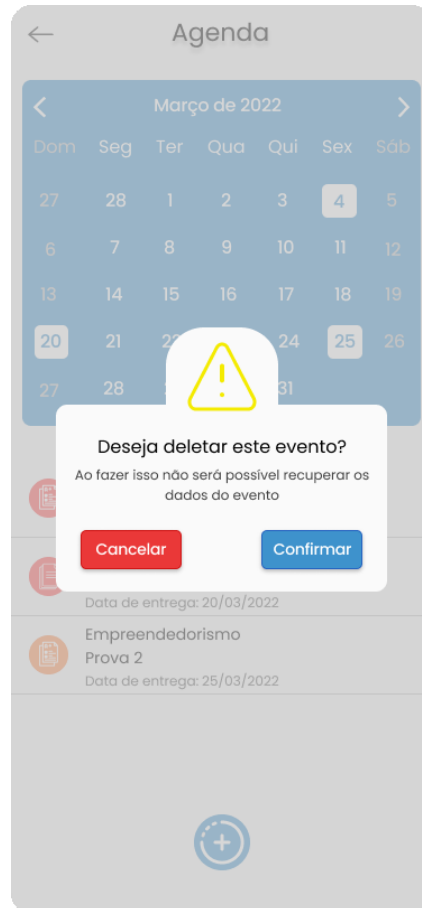 Agenda
Março de 2022
Dom Seg Ter Qua Qui Sex Sáb
27 28 1 2 3 4 5
6 7 8 9 10 11 12
13 14 15 16 17 18 19
20 21 24 25 26
27 28 31
Deseja deletar este evento?
Ao fazer isso não será possível recuperar os
dados do evento
Cancelar Confirmar
Data de entrega: 20/03/2022
Empreendedorismo
Prova 2
Data de entrega: 25/03/2022